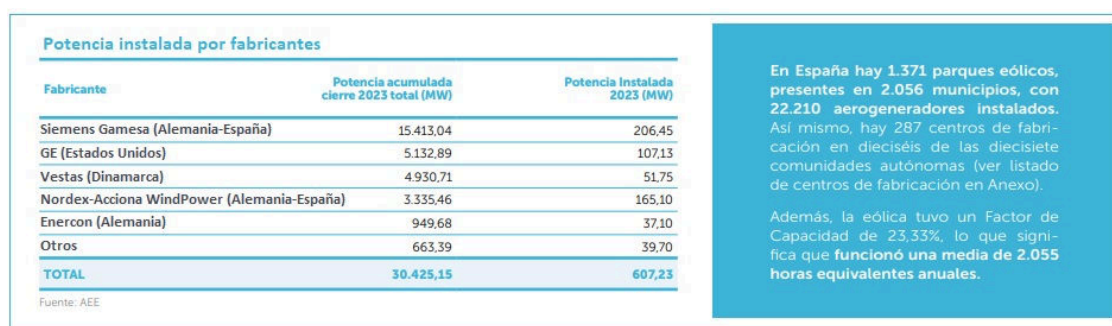 Potencia instalada por fabricantes
Fabricante Potencia acumulada Potencia Instalada
cierre 2023 total (MW) 2023 (MW)
Siemens Gamesa (Alemania-España) 15.413,04 206,45
GE (Estados Unidos) 5.132,89 107,13
Vestas (Dinamarca) 4.930,71 51,75
Nordex-Acciona WindPower (Alemania-España) 3.335,46 165,10
Enercon (Alemania) 949,68 37,10
Otros 663,39 39,70
TOTAL 30.425,15 607,23
Fuente: AEE
En España hay 1.371 parques eólicos,
presentes en 2.056 municipios, con
22.210 aerogeneradores instalados.
Así mismo, hay 287 centros de fabri-
cación en dieciséis de las diecisiete
comunidades autónomas (ver listado
de centros de fabricación en Anexo).
Además, la eólica tuvo un Factor de
Capacidad de 23,33%, lo que signi-
fica que funcionó una media de 2.055
horas equivalentes anuales.